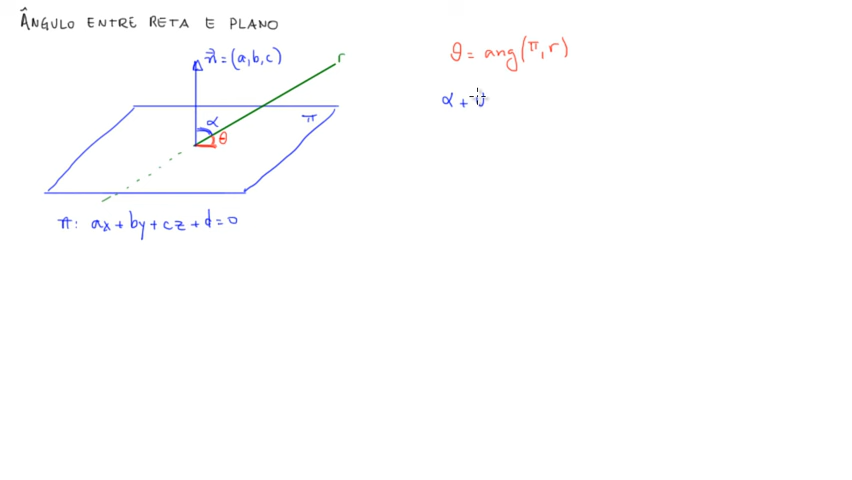 ÂNGULO ENTRE RETA E PLANO
n⃗ = (a, b, c)
r
θ = ang(π, r)
α + θ
α
π
θ
π: ax + by + cz + d = 0